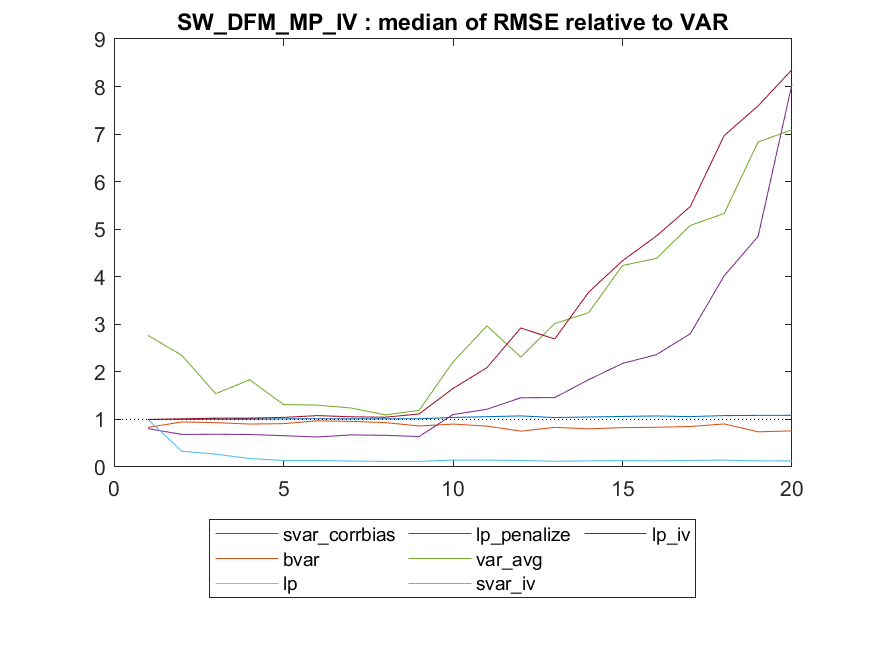 SW_DFM_MP_IV : median of RMSE relative to VAR
9
8
7
6
5
4
3
2
1
0
0 5 10 15 20
svar_corrbias lp_penalize lp_iv
bvar var_avg
lp svar_iv